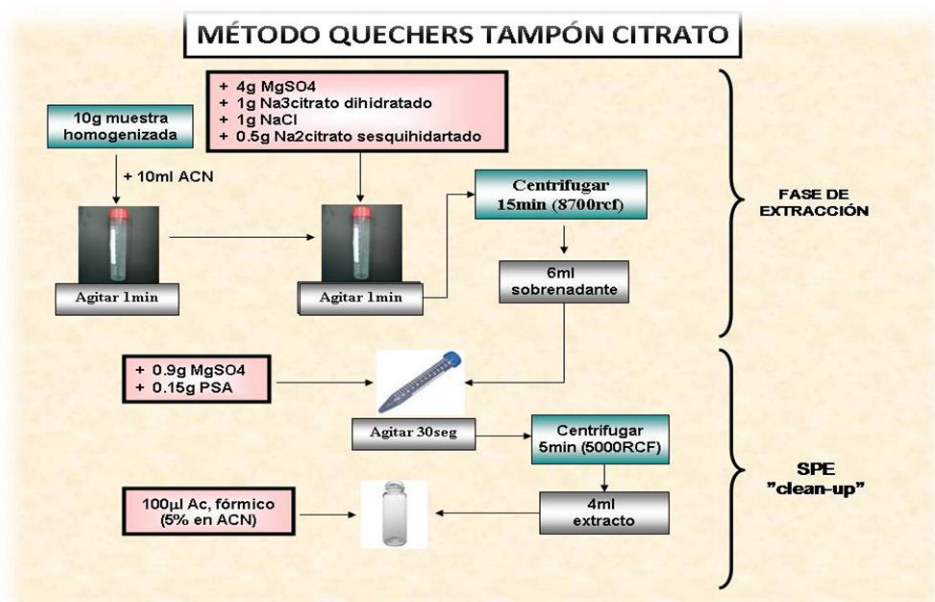 MÉTODO QUECHERS TAMPÓN CITRATO
10g muestra
homogenizada
+ 10ml ACN
+ 4g MgSO4
+ 1g Na3citrato dihidratado
+ 1g NaCl
+ 0.5g Na2citrato sesquihidartado
Agitar 1min
Agitar 1min
Centrifugar
15min (8700rcf)
6ml
sobrenadante
FASE DE
EXTRACCIÓN
+ 0.9g MgSO4
+ 0.15g PSA
Agitar 30seg
Centrifugar
5min (5000RCF)
4ml
extracto
100µl Ac, fórmico
(5% en ACN)
SPE
"clean-up"